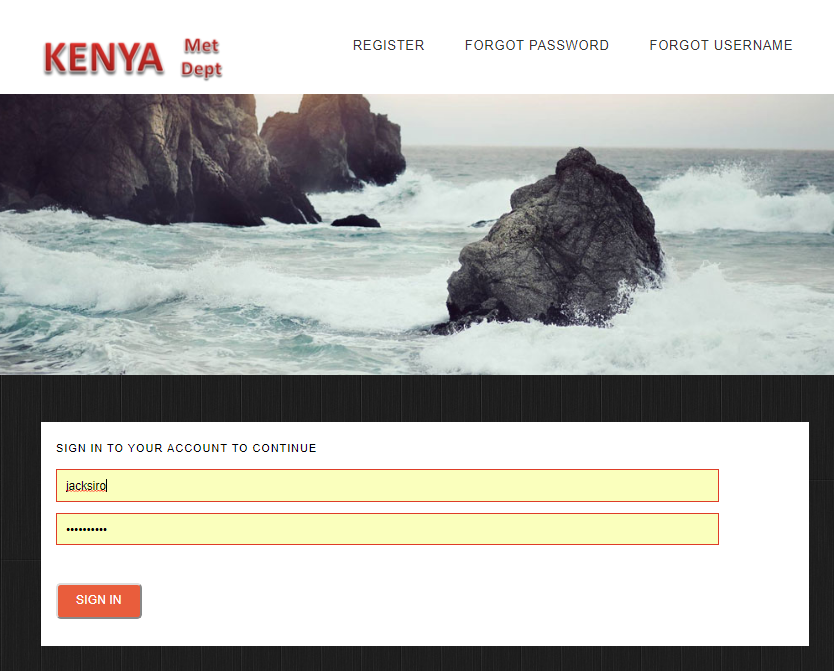 KENYA Met Dept
REGISTER FORGOT PASSWORD FORGOT USERNAME
SIGN IN TO YOUR ACCOUNT TO CONTINUE
jacksiro
••••••••••
SIGN IN